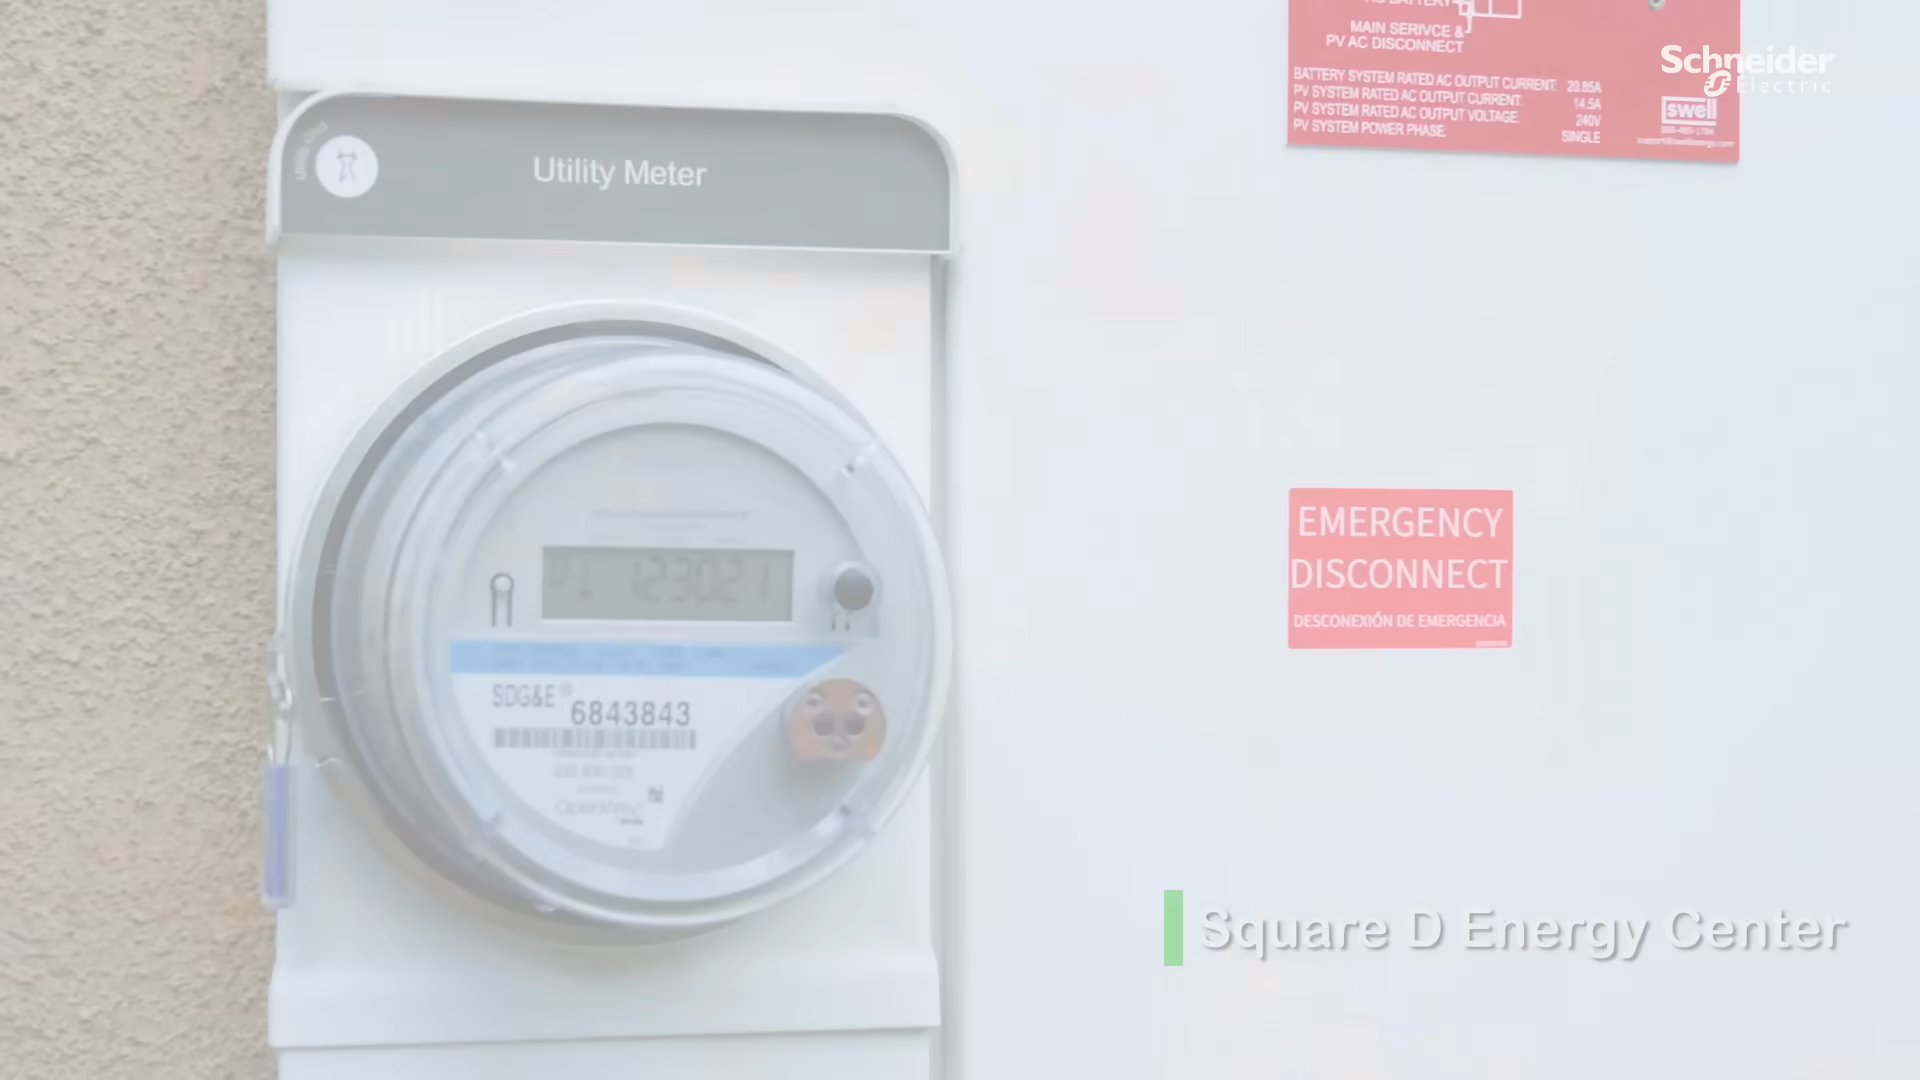 MAIN SERIVCE &
PV AC DISCONNECT
BATTERY SYSTEM RATED AC OUTPUT CURRENT: 20.85A
PV SYSTEM RATED AC OUTPUT CURRENT: 14.5A
PV SYSTEM RATED AC OUTPUT VOLTAGE: 240V
PV SYSTEM POWER PHASE: SINGLE
swell
Schneider
Electric
Utility Meter
EMERGENCY
DISCONNECT
DESCONEXIÓN DE EMERGENCIA
SDG&E
6843843
OpenWay
Square D Energy Center